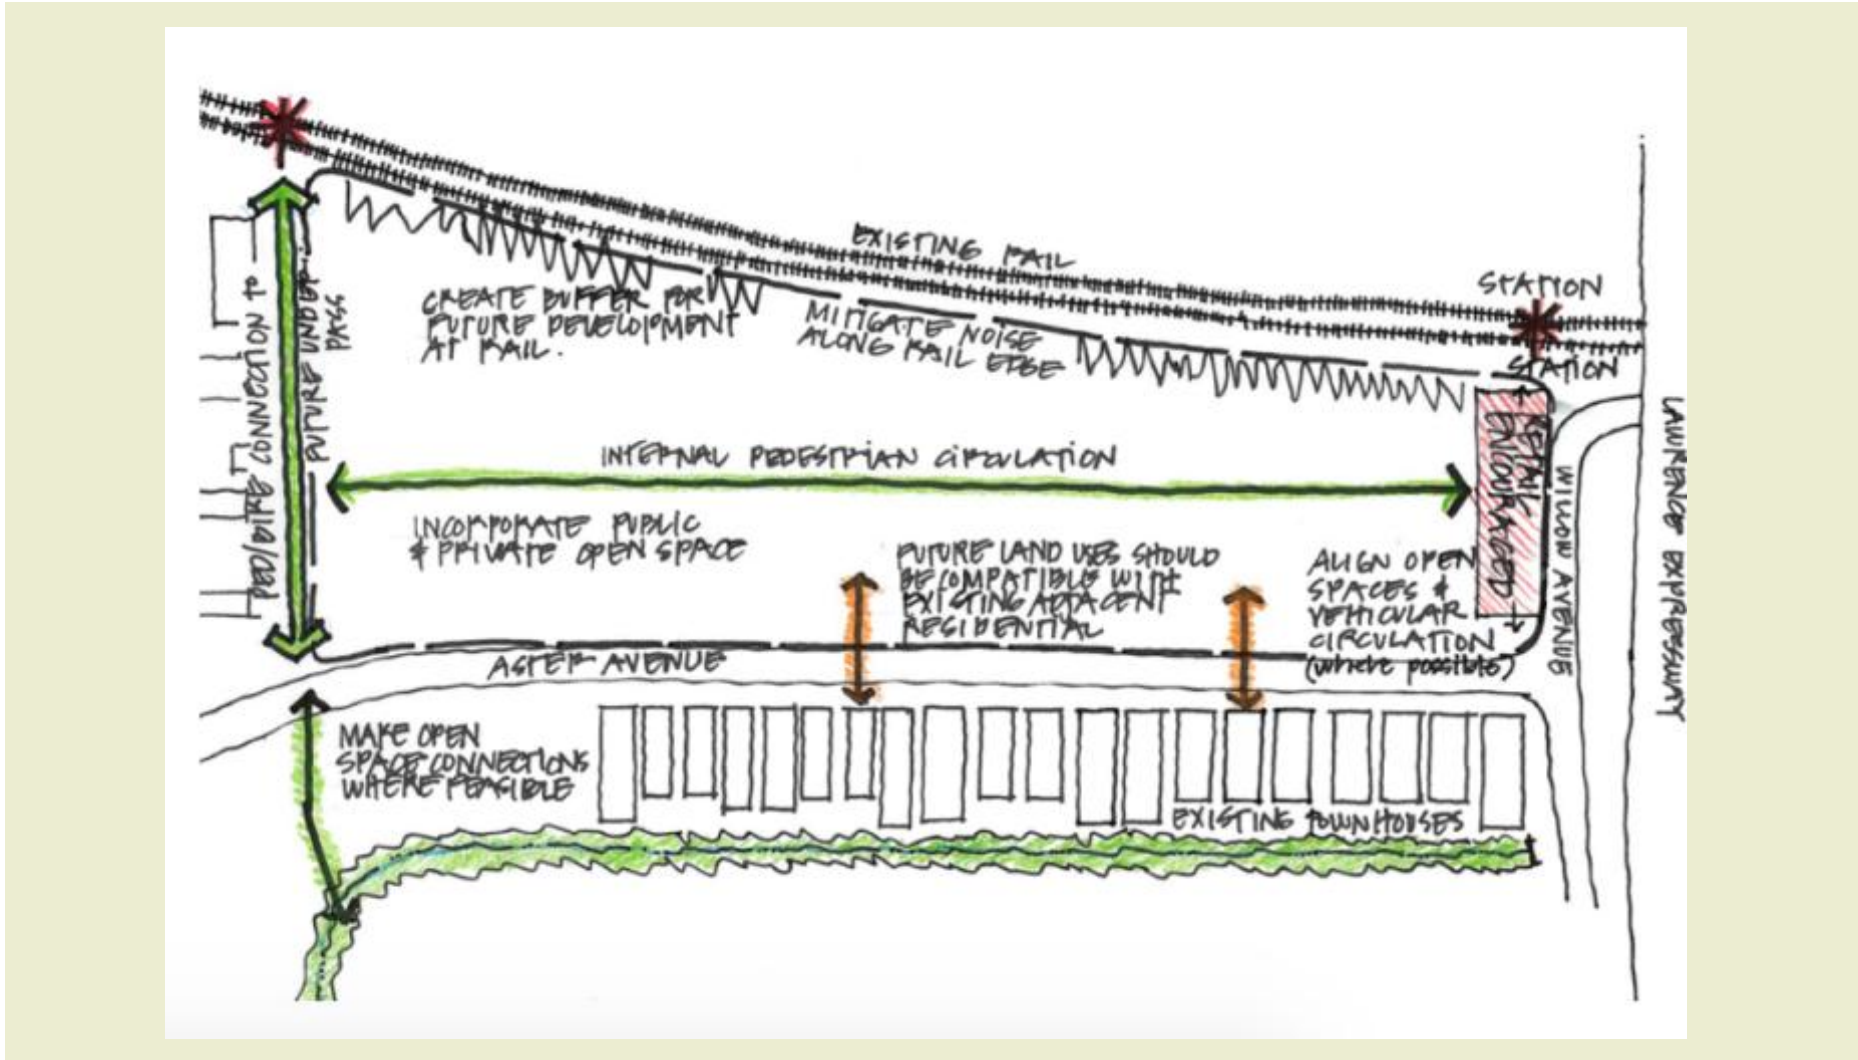 EXISTING RAIL
STATION
CREATE BUFFER FOR
FUTURE DEVELOPMENT
AT RAIL.
MITIGATE NOISE
ALONG RAIL EDGE
STATION
PED/BIKE CONNECTION to
FUTURE UNDER-
PASS
INTERNAL PEDESTRIAN CIRCULATION
RETAIL
ENCOURAGED
WILLOW AVENUE
LAWRENCE EXPRESSWAY
INCORPORATE PUBLIC
& PRIVATE OPEN SPACE
FUTURE LAND USES SHOULD
BE COMPATIBLE WITH
EXISTING ADJACENT
RESIDENTIAL
ALIGN OPEN
SPACES &
VEHICULAR
CIRCULATION
(where possible)
ASTER AVENUE
MAKE OPEN
SPACE CONNECTIONS
WHERE FEASIBLE
EXISTING TOWNHOUSES